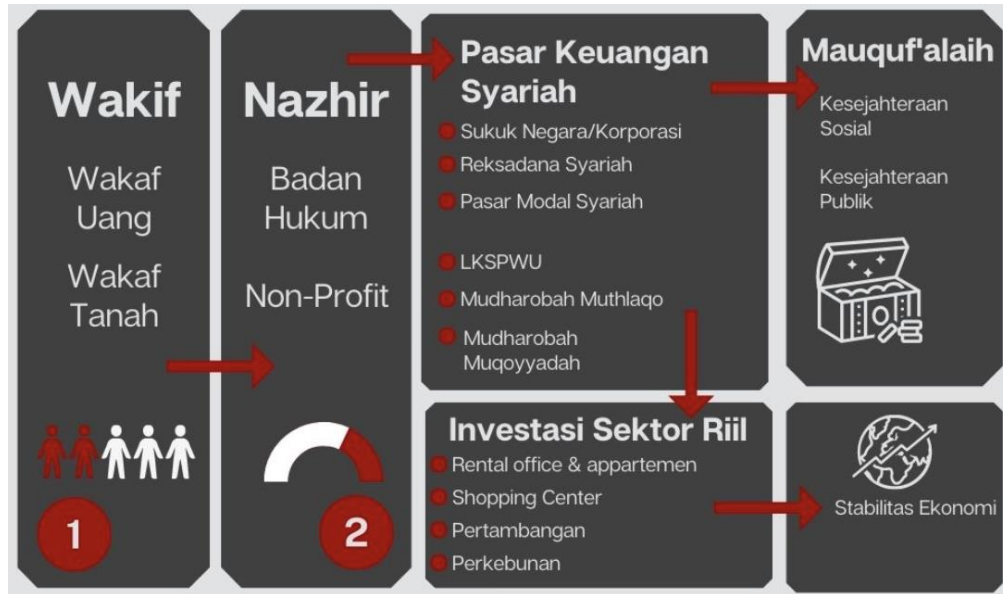 Wakif
Wakaf
Uang
Wakaf
Tanah
1
Nazhir
Badan
Hukum
Non-Profit
2
Pasar Keuangan
Syariah
Sukuk Negara/Korporasi
Reksadana Syariah
Pasar Modal Syariah
LKSPWU
Mudharobah Muthlaqo
Mudharobah
Muqoyyadah
Investasi Sektor Riil
Rental office & appartemen
Shopping Center
Pertambangan
Perkebunan
Mauquf'alaih
Kesejahteraan
Sosial
Kesejahteraan
Publik
Stabilitas Ekonomi